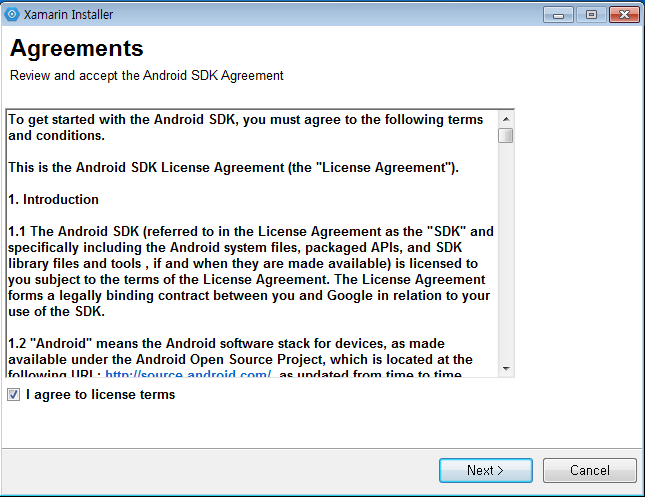 Xamarin Installer
Agreements
Review and accept the Android SDK Agreement
To get started with the Android SDK, you must agree to the following terms
and conditions.
This is the Android SDK License Agreement (the "License Agreement").
1. Introduction
1.1 The Android SDK (referred to in the License Agreement as the "SDK" and
specifically including the Android system files, packaged APIs, and SDK
library files and tools , if and when they are made available) is licensed to
you subject to the terms of the License Agreement. The License Agreement
forms a legally binding contract between you and Google in relation to your
use of the SDK.
1.2 "Android" means the Android software stack for devices, as made
available under the Android Open Source Project, which is located at the
following URL: http://source.android.com/, as updated from time to time.
I agree to license terms
Next >
Cancel